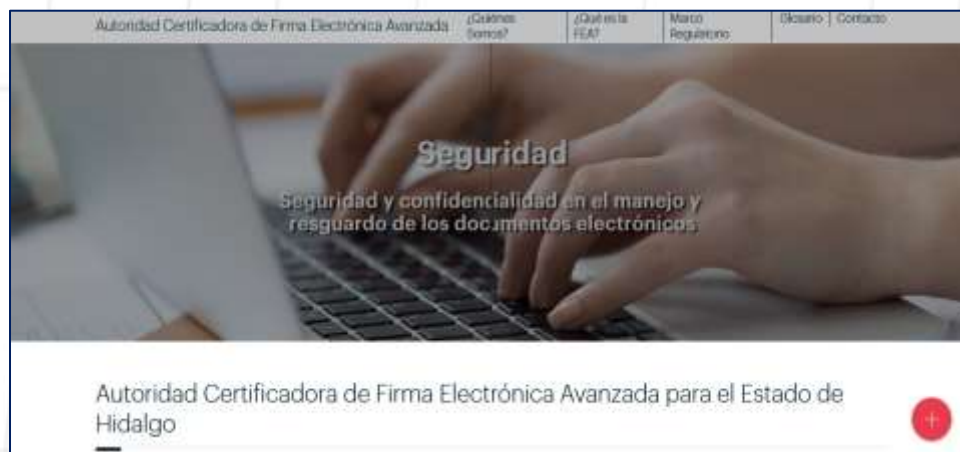 Autoridad Certificadora de Firma Electrónica Avanzada
¿Quiénes
Somos?
¿Qué es la
FEA?
Marco
Regulatorio
Glosario | Contacto
Seguridad
Seguridad y confidencialidad en el manejo y
resguardo de los documentos electrónicos
Autoridad Certificadora de Firma Electrónica Avanzada para el Estado de
Hidalgo
+